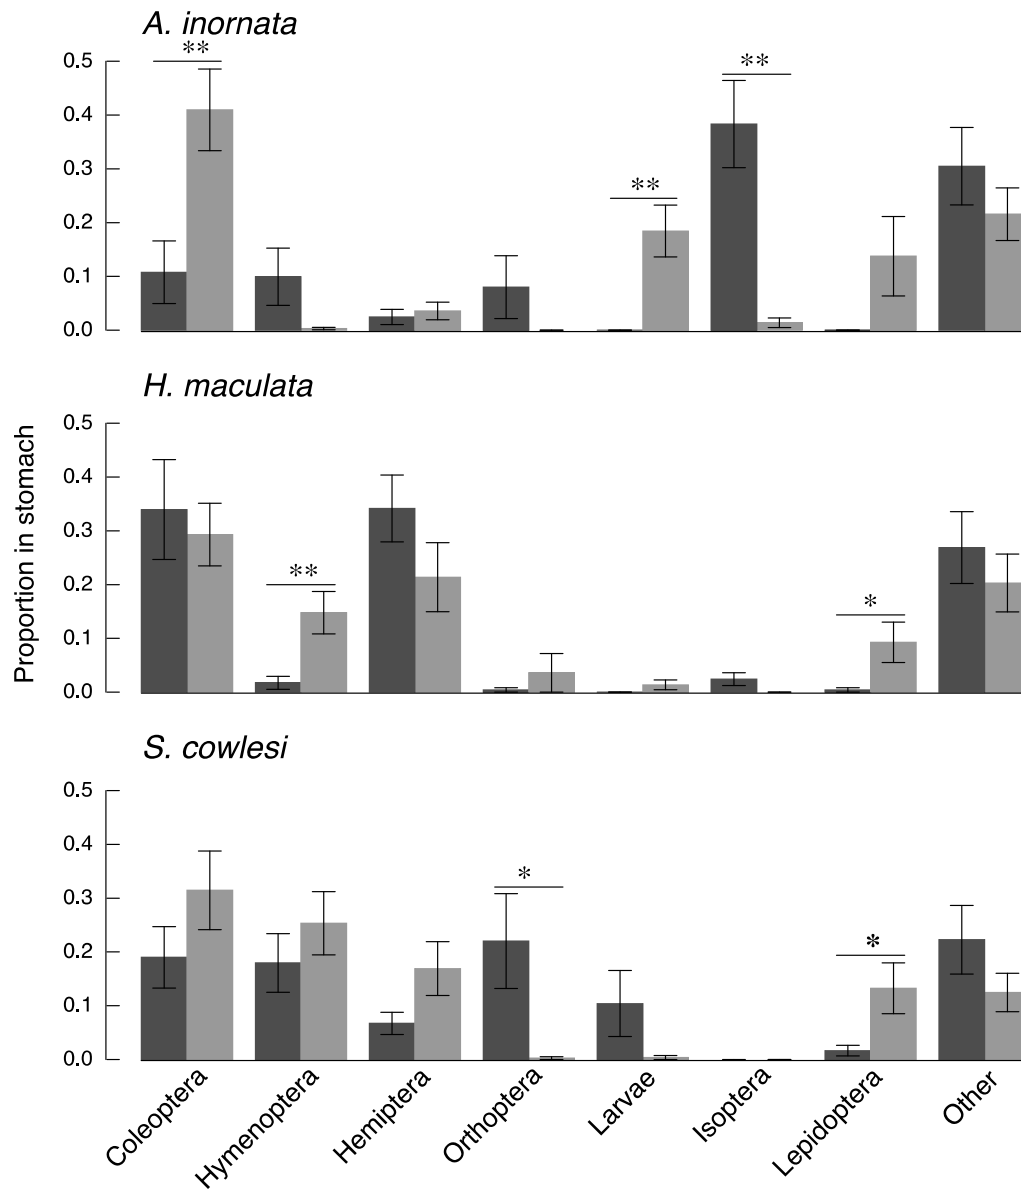 A. inornata
**
**
0.5
0.4
0.3
**
0.2
0.1
0.0
H. maculata
0.5
0.4
0.3
**
0.2
*
0.1
0.0
Proportion in stomach
S. cowlesi
0.5
0.4
0.3
*
0.2
*
0.1
0.0
Coleoptera
Hymenoptera
Hemiptera
Orthoptera
Larvae
Isoptera
Lepidoptera
Other